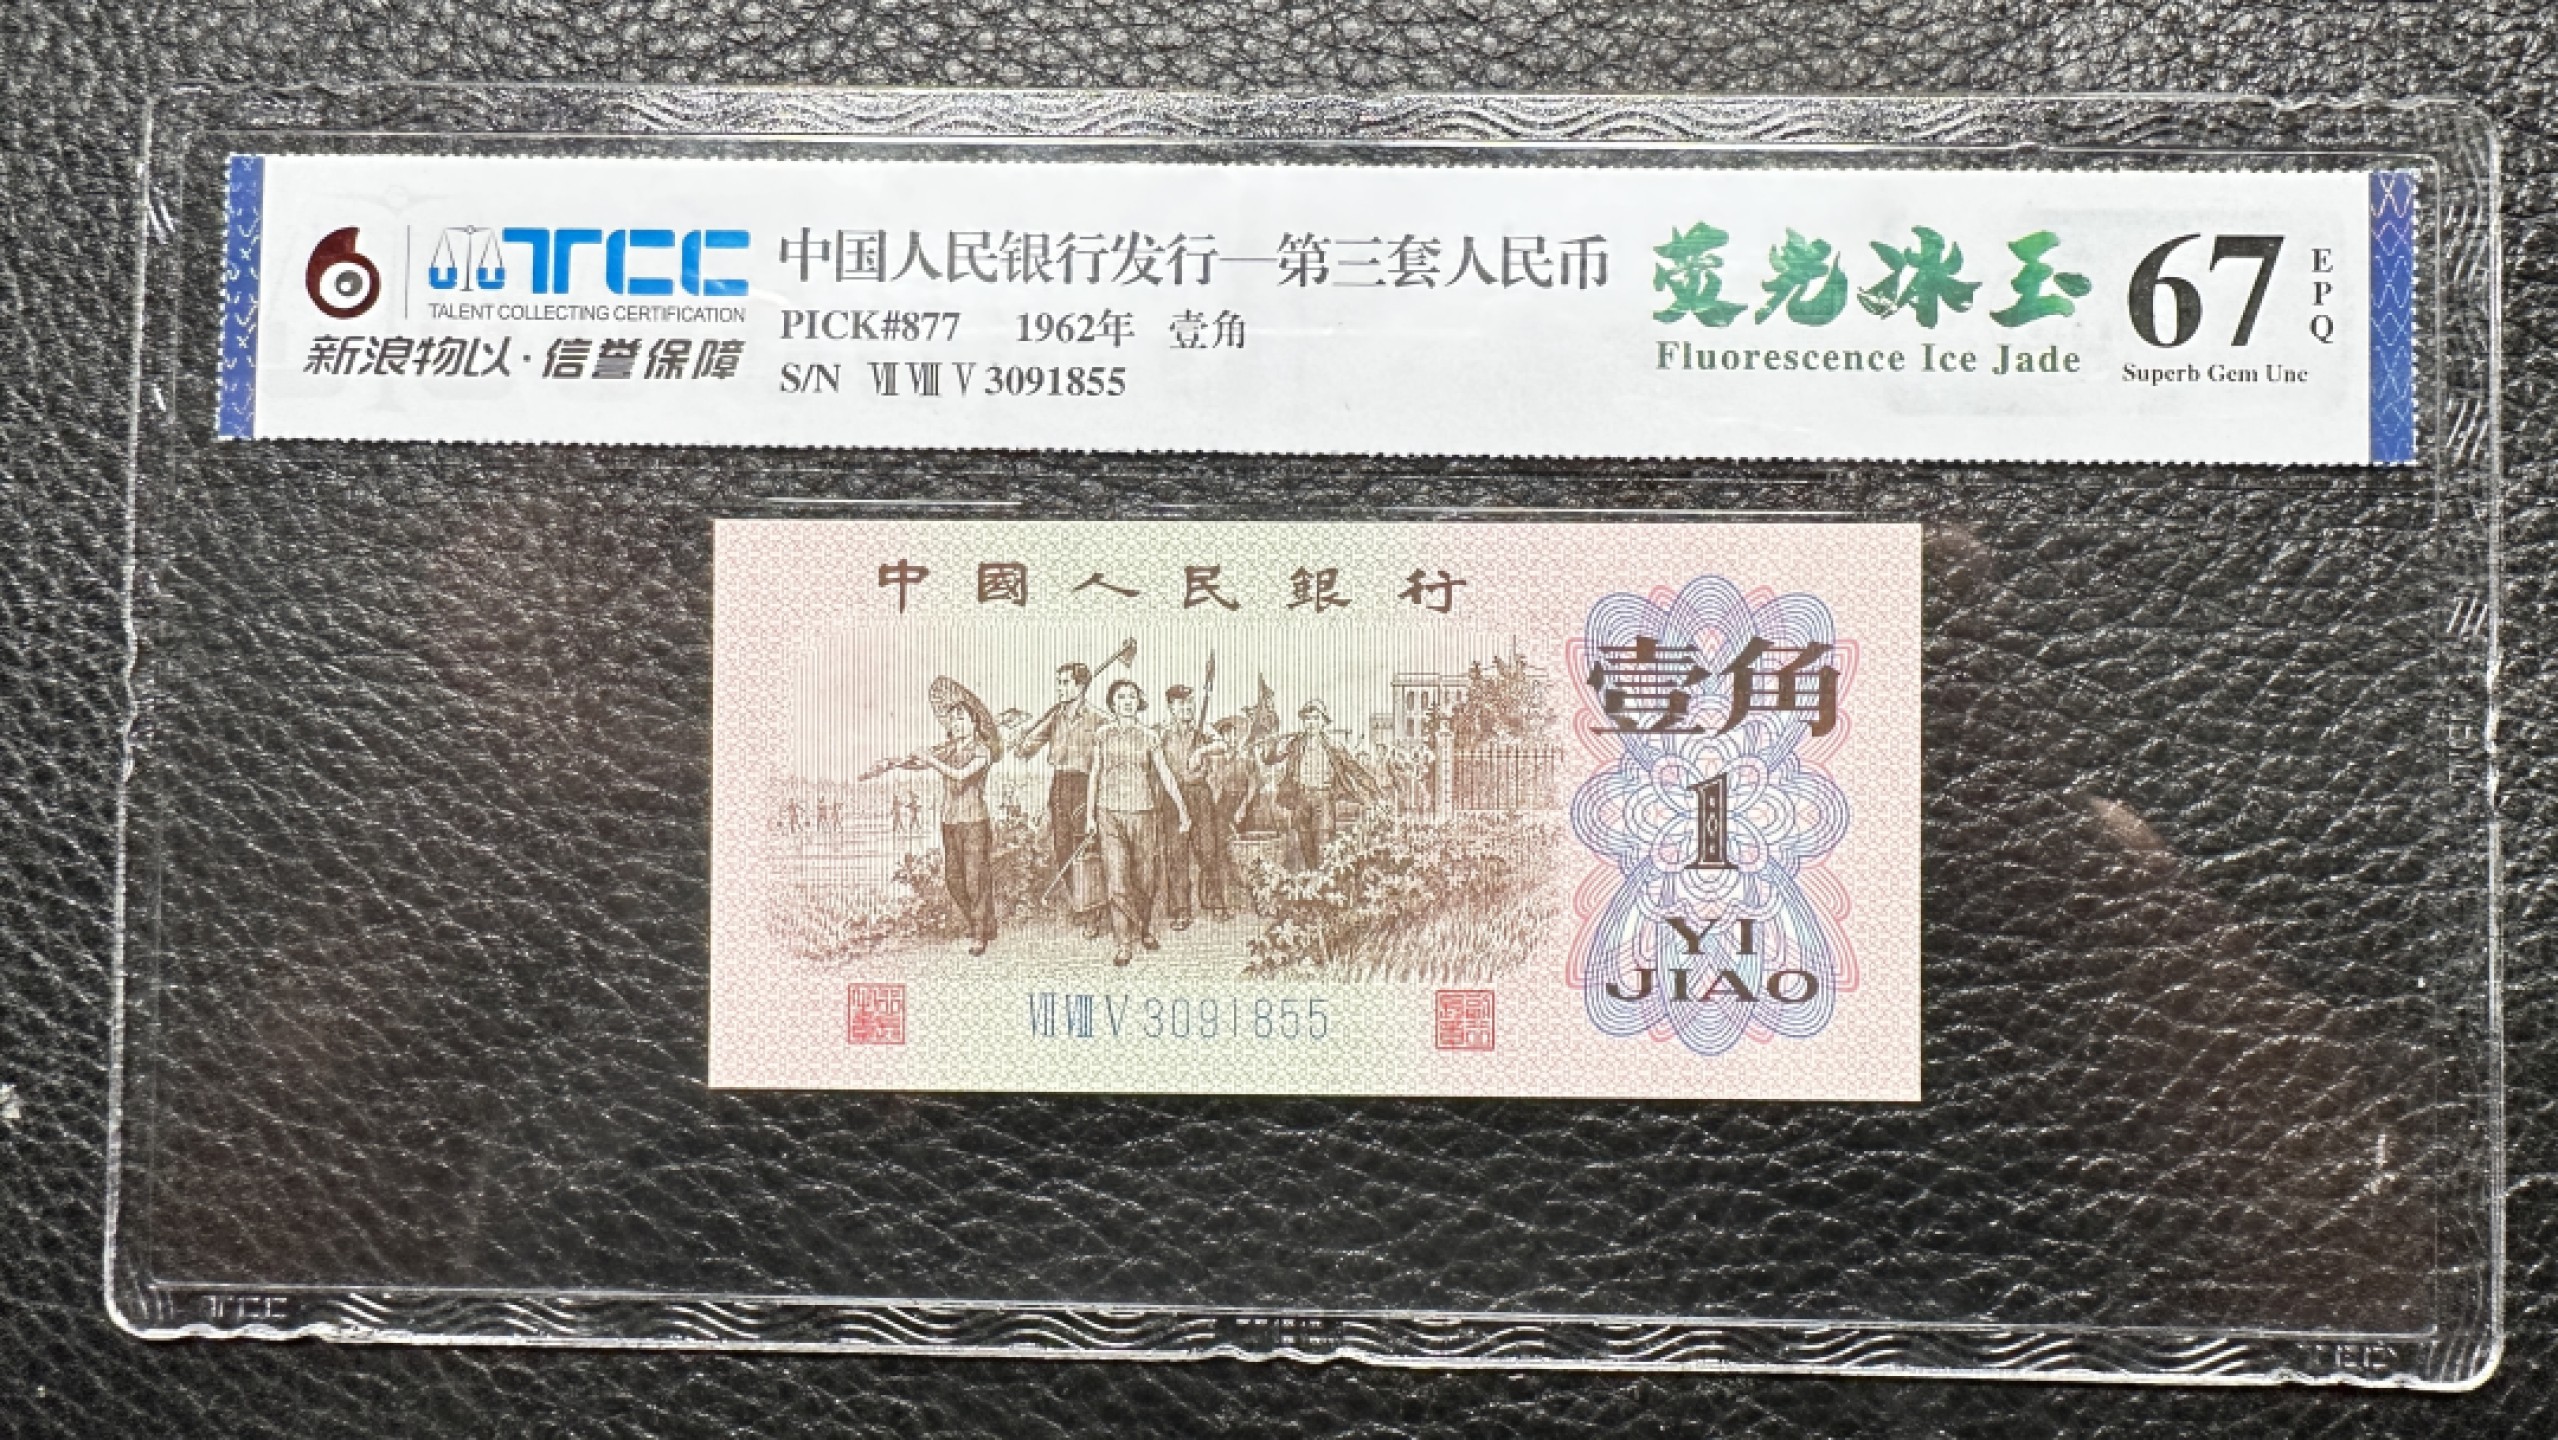 TCC
TALENT COLLECTING CERTIFICATION
新浪物以·信誉保障
中国人民银行发行—第三套人民币
PICK#877 1962年 壹角
S/N Ⅶ Ⅷ Ⅴ 3091855
荧光冰玉
Fluorescence Ice Jade
67
EPQ
Superb Gem Unc
中國人民銀行
壹角
1
YI
JIAO
Ⅶ Ⅷ Ⅴ 3091855
TCC